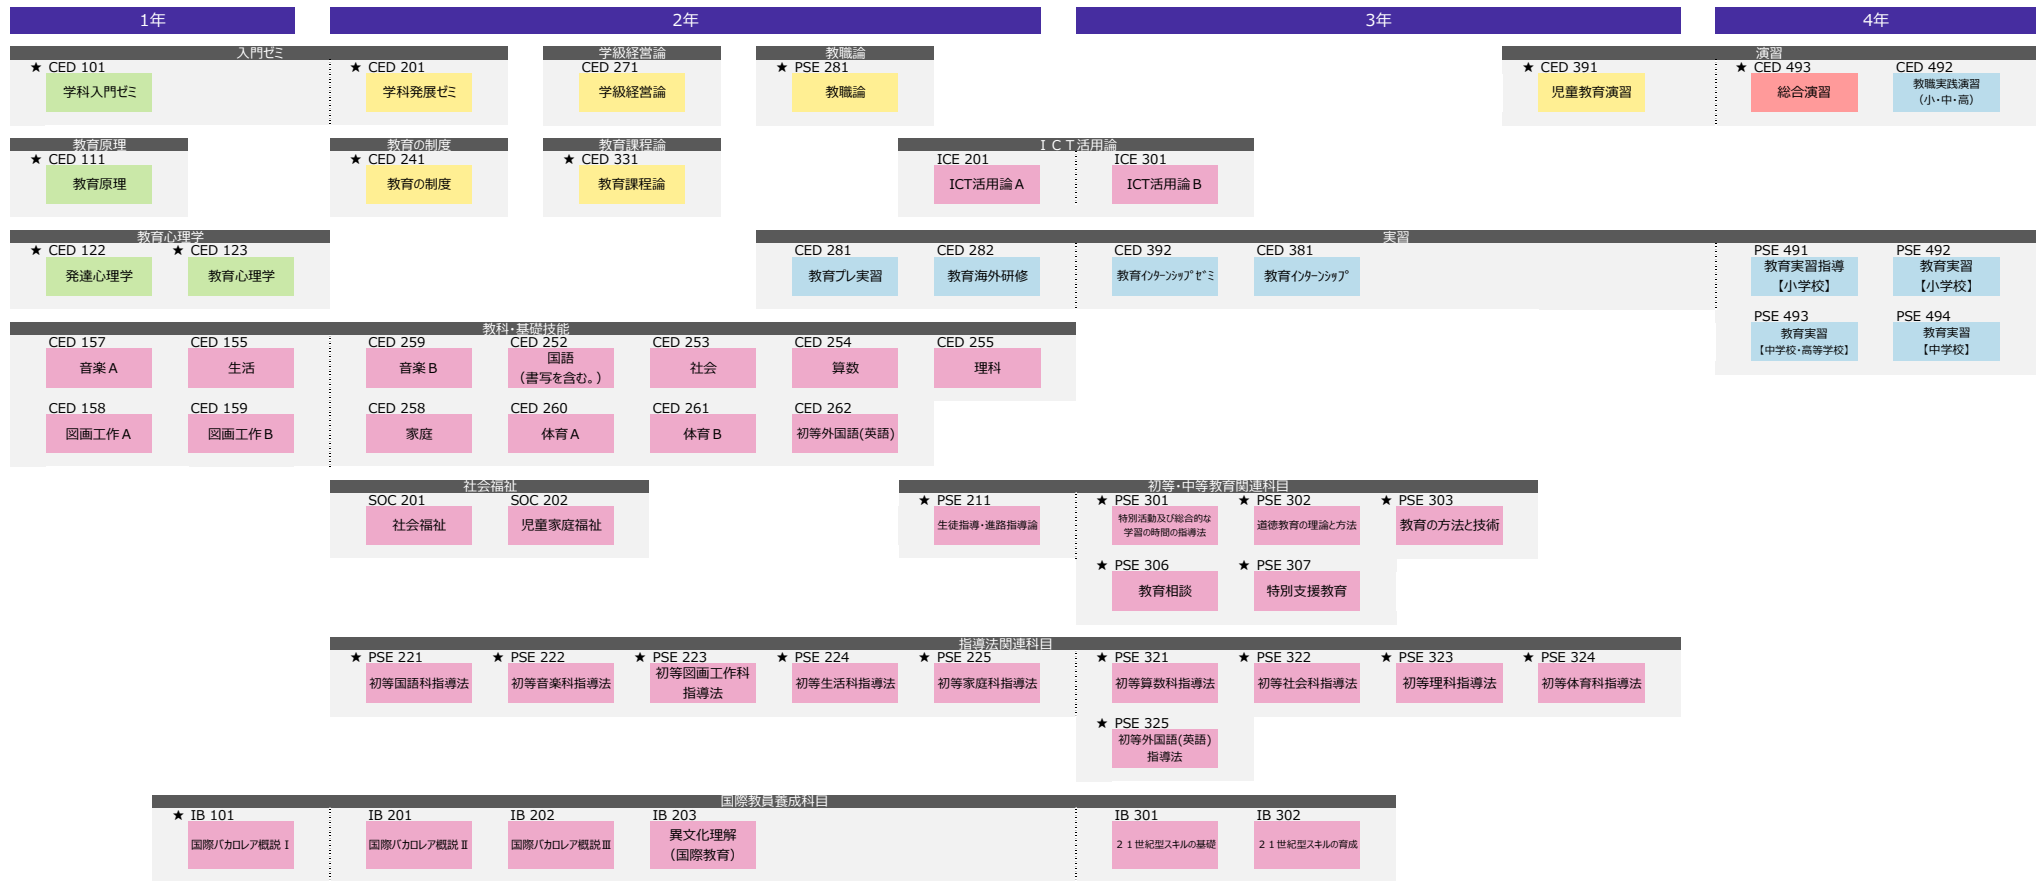 1年
2年
3年
4年
入門ゼミ
学級経営論
教職論
演習
★ CED 101
★ CED 201
CED 271
★ PSE 281
★ CED 391
★ CED 493
CED 492
学科入門ゼミ
学科発展ゼミ
学級経営論
教職論
児童教育演習
総合演習
教職実践演習
（小・中・高）
教育原理
教育の制度
教育課程論
ＩＣＴ活用論
★ CED 111
★ CED 241
★ CED 331
ICE 201
ICE 301
教育原理
教育の制度
教育課程論
ICT活用論Ａ
ICT活用論Ｂ
教育心理学
実習
★ CED 122
★ CED 123
CED 281
CED 282
CED 392
CED 381
PSE 491
PSE 492
発達心理学
教育心理学
教育プレ実習
教育海外研修
教育ｲﾝﾀｰﾝｼｯﾌﾟｾﾞﾐ
教育ｲﾝﾀｰﾝｼｯﾌﾟ
教育実習指導
【小学校】
教育実習
【小学校】
PSE 493
PSE 494
教育実習
【中学校・高等学校】
教育実習
【中学校】
教科・基礎技能
CED 157
CED 155
CED 259
CED 252
CED 253
CED 254
CED 255
音楽Ａ
生活
音楽Ｂ
国語
（書写を含む。）
社会
算数
理科
CED 158
CED 159
CED 258
CED 260
CED 261
CED 262
図画工作Ａ
図画工作Ｂ
家庭
体育Ａ
体育Ｂ
初等外国語(英語)
社会福祉
初等・中等教育関連科目
SOC 201
SOC 202
★ PSE 211
★ PSE 301
★ PSE 302
★ PSE 303
社会福祉
児童家庭福祉
生徒指導・進路指導論
特別活動及び総合的な
学習の時間の指導法
道徳教育の理論と方法
教育の方法と技術
★ PSE 306
★ PSE 307
教育相談
特別支援教育
指導法関連科目
★ PSE 221
★ PSE 222
★ PSE 223
★ PSE 224
★ PSE 225
★ PSE 321
★ PSE 322
★ PSE 323
★ PSE 324
初等国語科指導法
初等音楽科指導法
初等図画工作科
指導法
初等生活科指導法
初等家庭科指導法
初等算数科指導法
初等社会科指導法
初等理科指導法
初等体育科指導法
★ PSE 325
初等外国語(英語)
指導法
国際教員養成科目
★ IB 101
IB 201
IB 202
IB 203
IB 301
IB 302
国際バカロレア概説Ⅰ
国際バカロレア概説Ⅱ
国際バカロレア概説Ⅲ
異文化理解
（国際教育）
２１世紀型スキルの基礎
２１世紀型スキルの育成